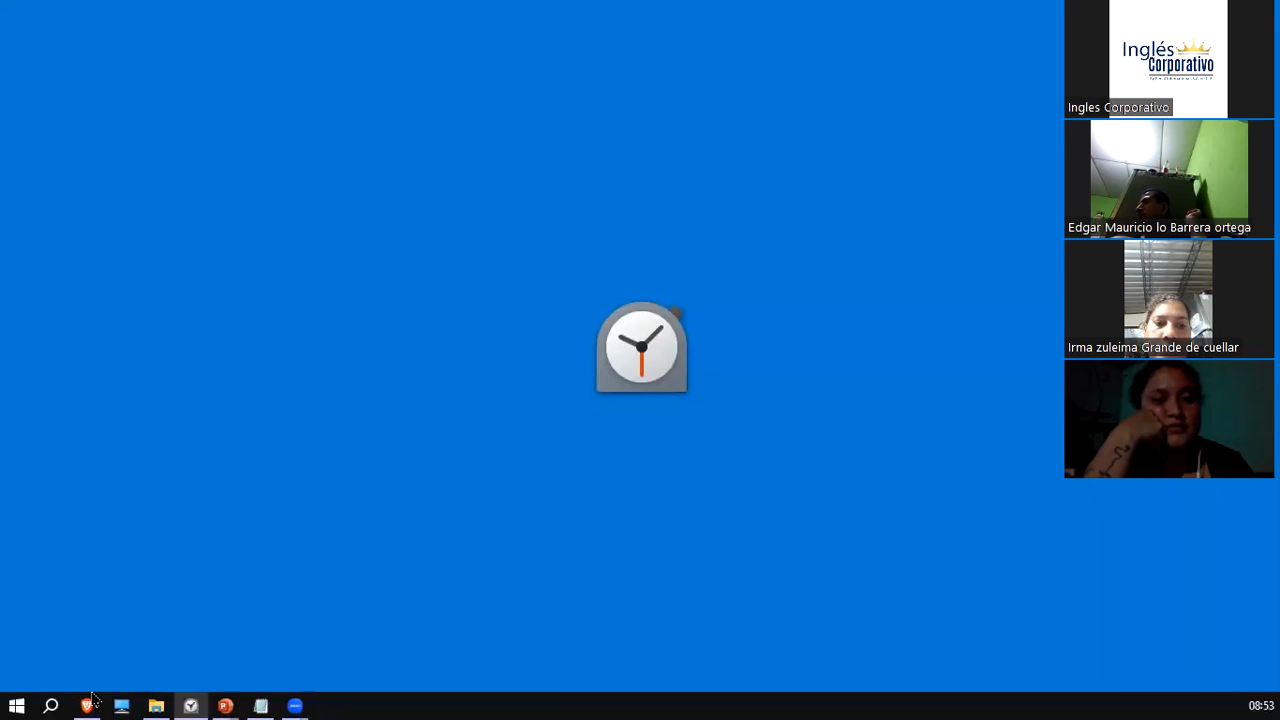 Inglés
Corporativo
Ingles Corporativo
Edgar Mauricio lo Barrera ortega
Irma zuleima Grande de cuellar
08:53